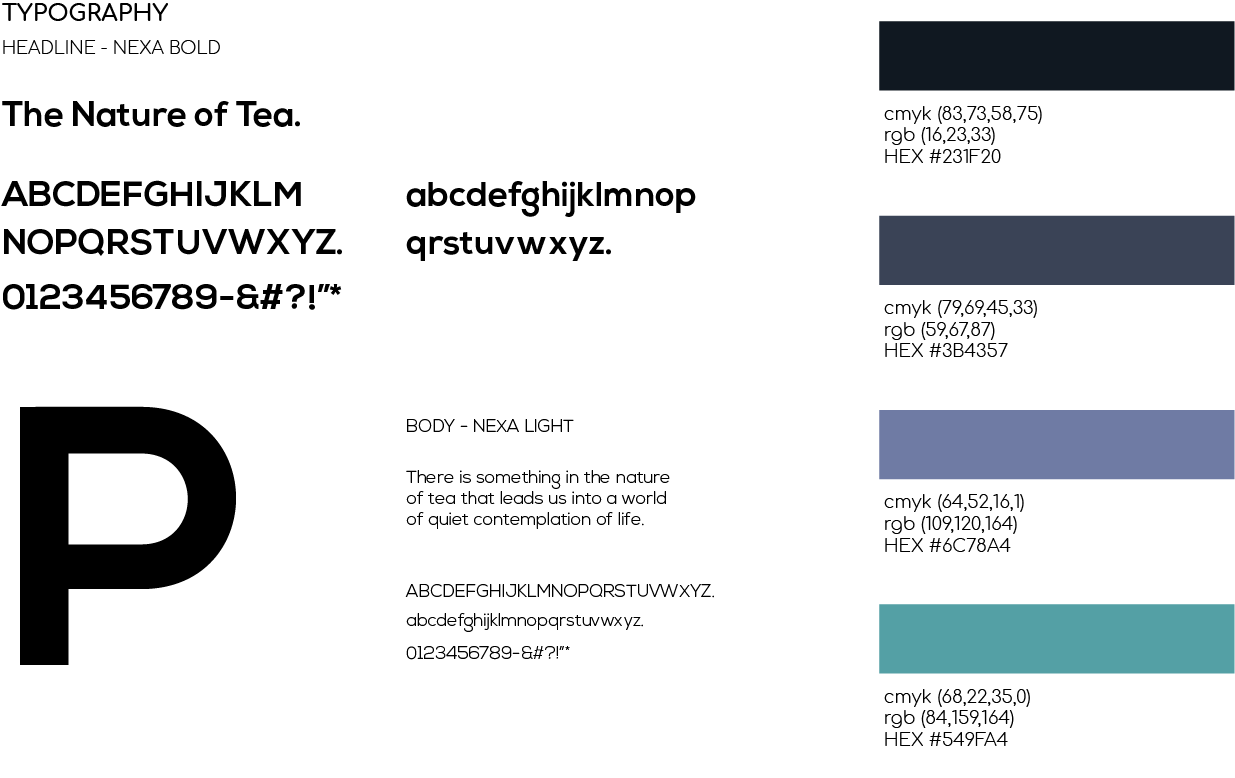 TYPOGRAPHY
HEADLINE - NEXA BOLD
The Nature of Tea.
ABCDEFGHIJKLM
NOPQRSTUVWXYZ.
0123456789-&#?!"*
abcdefghijklmnop
qrstuvwxyz.
P
BODY - NEXA LIGHT
There is something in the nature
of tea that leads us into a world
of quiet contemplation of life.
ABCDEFGHIJKLMNOPQRSTUVWXYZ.
abcdefghijklmnopqrstuvwxyz.
0123456789-&#?!"*
cmyk (83,73,58,75)
rgb (16,23,33)
HEX #231F20
cmyk (79,69,45,33)
rgb (59,67,87)
HEX #3B4357
cmyk (64,52,16,1)
rgb (109,120,164)
HEX #6C78A4
cmyk (68,22,35,0)
rgb (84,159,164)
HEX #549FA4